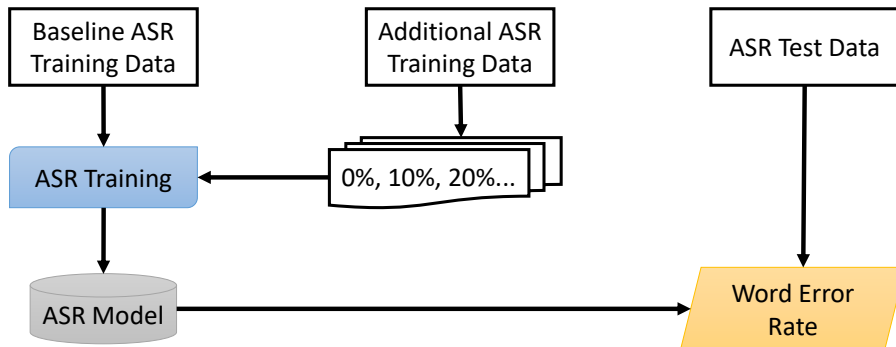 Baseline ASR
Training Data
Additional ASR
Training Data
ASR Test Data
ASR Training
0%, 10%, 20%...
ASR Model
Word Error
Rate